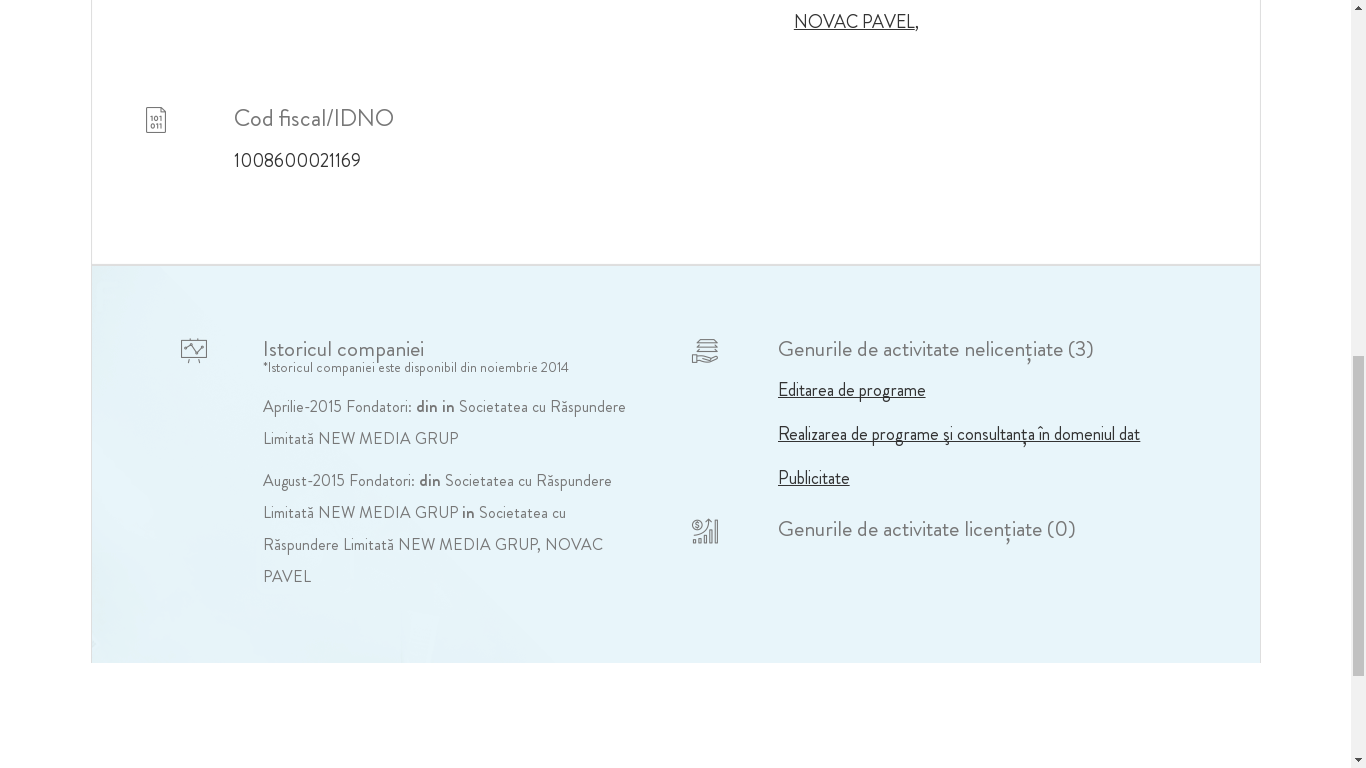 NOVAC PAVEL,
Cod fiscal/IDNO
1008600021169
Istoricul companiei
*Istoricul companiei este disponibil din noiembrie 2014
Aprilie-2015 Fondatori: din in Societatea cu Răspundere
Limitată NEW MEDIA GRUP
August-2015 Fondatori: din Societatea cu Răspundere
Limitată NEW MEDIA GRUP in Societatea cu
Răspundere Limitată NEW MEDIA GRUP, NOVAC
PAVEL
Genurile de activitate nelicențiate (3)
Editarea de programe
Realizarea de programe şi consultanța în domeniul dat
Publicitate
Genurile de activitate licențiate (0)